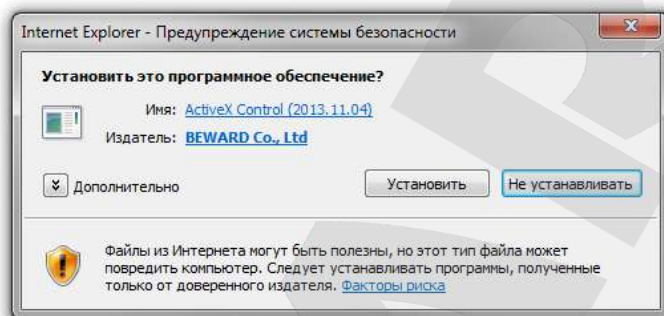 Internet Explorer - Предупреждение системы безопасности
Установить это программное обеспечение?
Имя: ActiveX Control (2013.11.04)
Издатель: BEWARD Co., Ltd
Дополнительно
Установить
Не устанавливать
Файлы из Интернета могут быть полезны, но этот тип файла может
повредить компьютер. Следует устанавливать программы, полученные
только от доверенного издателя. Факторы риска